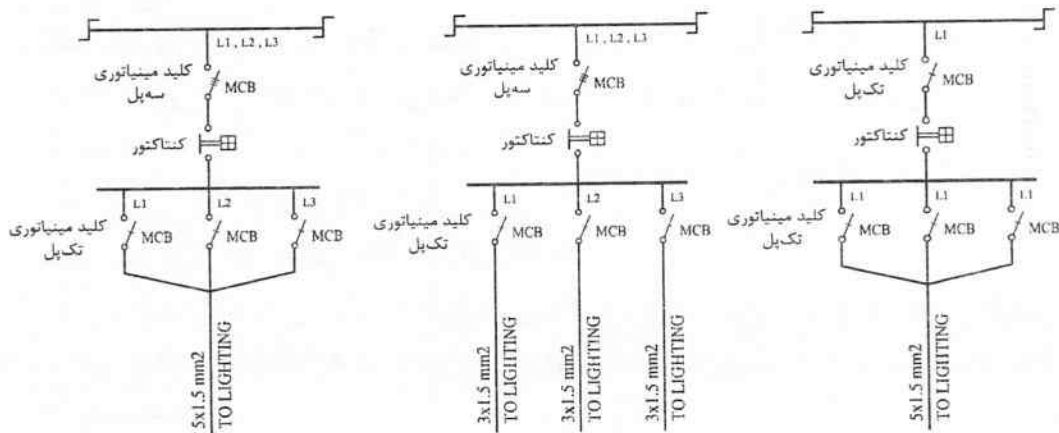 L1 , L2 , L3
کلید مینیاتوری
سه‌پل
MCB
کنتاکتور
L1
L2
L3
کلید مینیاتوری
تک‌پل
MCB
MCB
MCB
5x1.5 mm2
TO LIGHTING
L1 , L2 , L3
کلید مینیاتوری
سه‌پل
MCB
کنتاکتور
L1
L2
L3
کلید مینیاتوری
تک‌پل
MCB
MCB
MCB
3x1.5 mm2
TO LIGHTING
3x1.5 mm2
TO LIGHTING
3x1.5 mm2
TO LIGHTING
L1
کلید مینیاتوری
تک‌پل
MCB
کنتاکتور
L1
L1
L1
کلید مینیاتوری
تک‌پل
MCB
MCB
MCB
5x1.5 mm2
TO LIGHTING